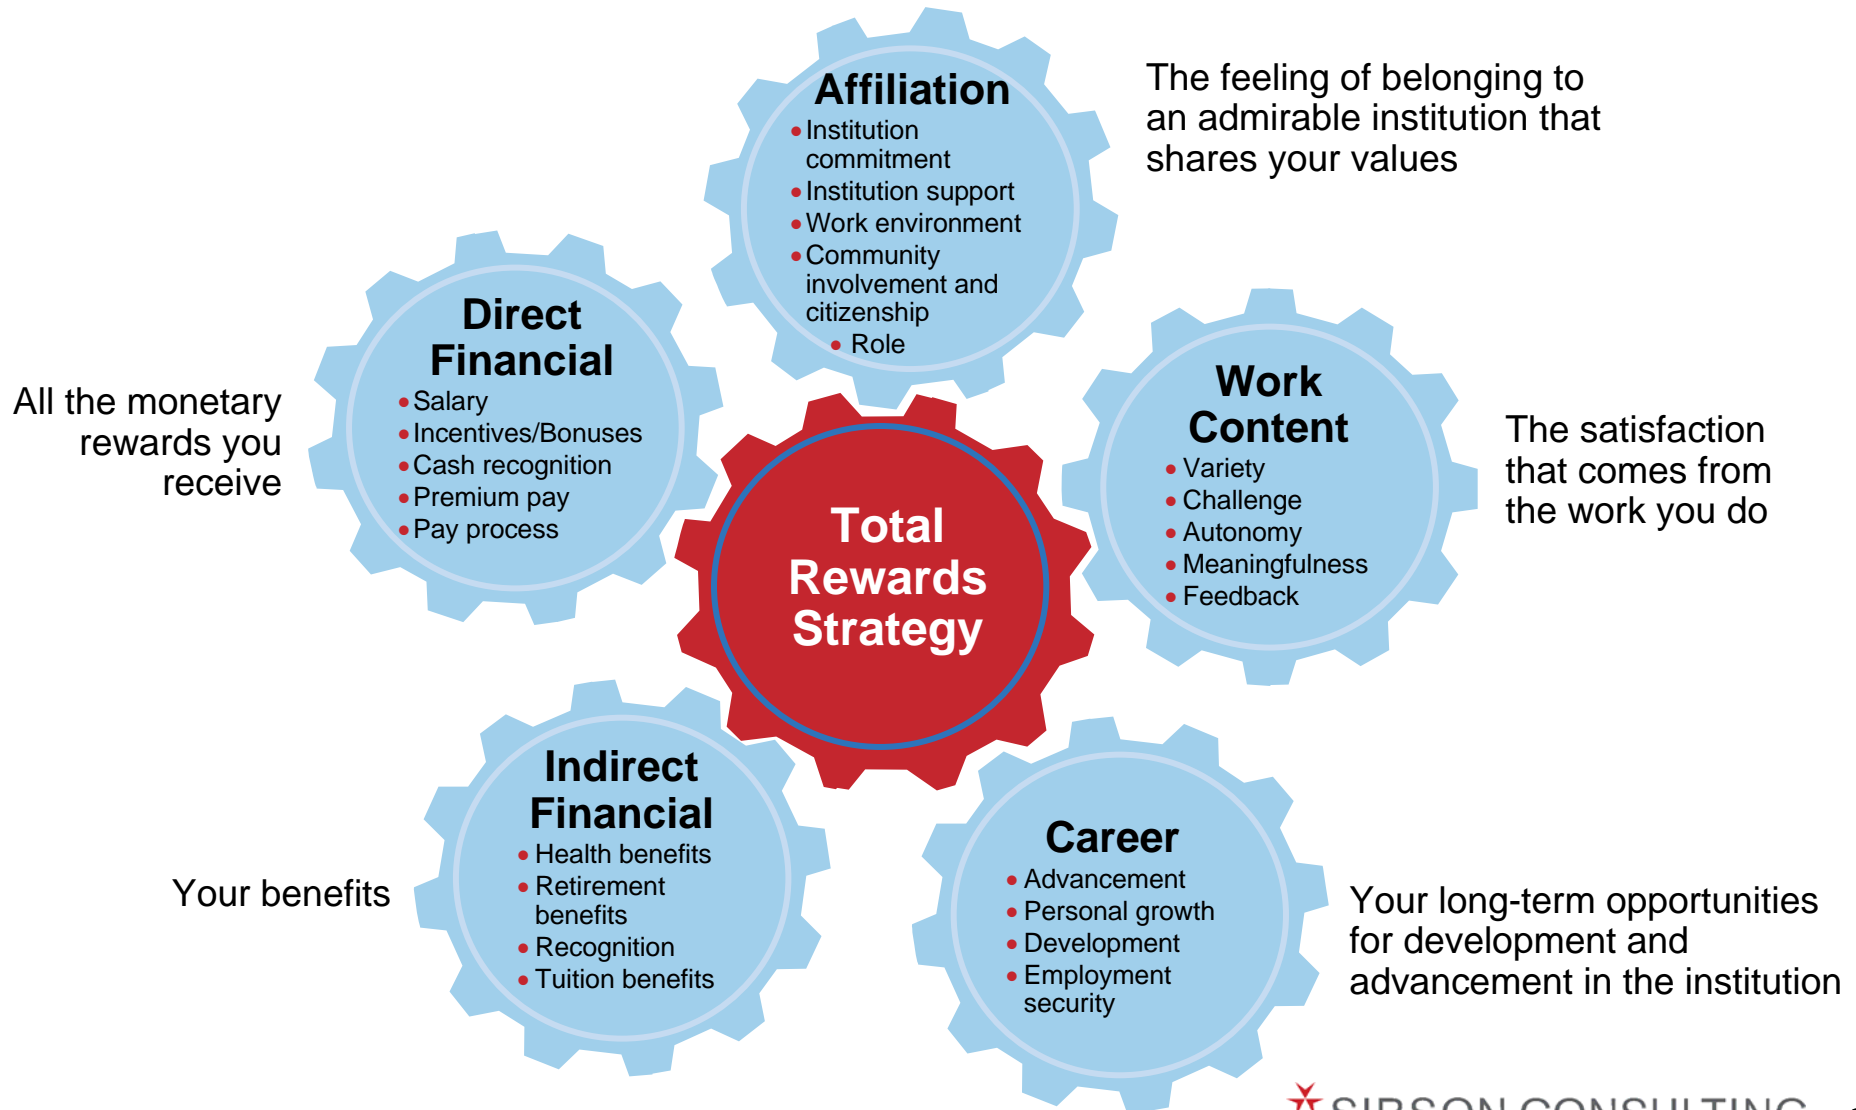 Affiliation
• Institution
commitment
• Institution support
• Work environment
• Community
involvement and
citizenship
• Role
The feeling of belonging to
an admirable institution that
shares your values
Direct
Financial
• Salary
• Incentives/Bonuses
• Cash recognition
• Premium pay
• Pay process
All the monetary
rewards you
receive
Work
Content
• Variety
• Challenge
• Autonomy
• Meaningfulness
• Feedback
The satisfaction
that comes from
the work you do
Total
Rewards
Strategy
Indirect
Financial
• Health benefits
• Retirement
benefits
• Recognition
• Tuition benefits
Your benefits
Career
• Advancement
• Personal growth
• Development
• Employment
security
Your long-term opportunities
for development and
advancement in the institution
SIBSON CONSULTING